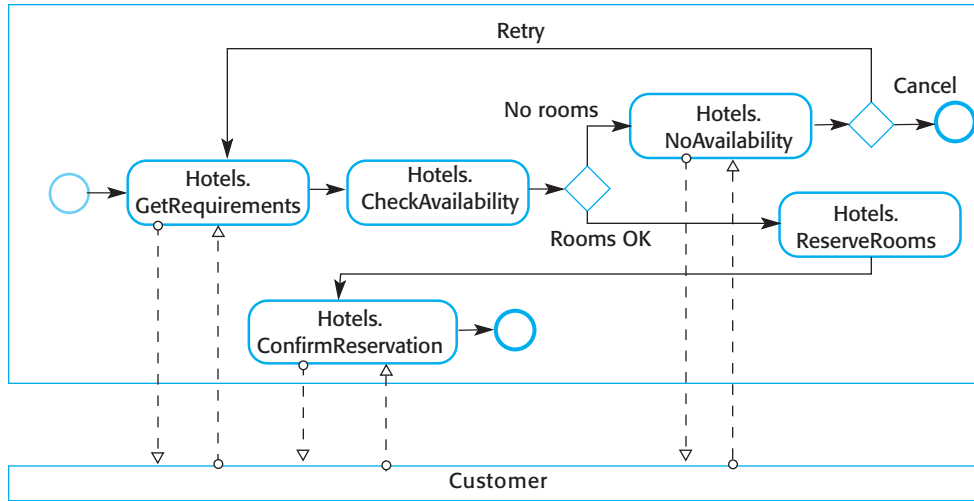 Retry
Cancel
No rooms
Hotels.
NoAvailability
Hotels.
GetRequirements
Hotels.
CheckAvailability
Rooms OK
Hotels.
ReserveRooms
Hotels.
ConfirmReservation
Customer